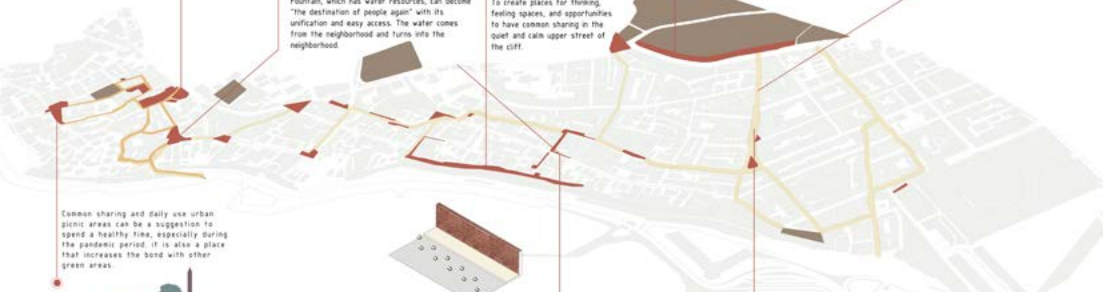 Fountain, which has water resources, can become
"the destination of people again" with its
unification and easy access. The water comes
from the neighborhood and turns into the
neighborhood.
To create places for thinking,
feeling spaces, and opportunities
to have common sharing in the
quiet and calm upper street of
the cliff.
Common sharing and daily use urban
picnic areas can be a suggestion to
spend a healthy time, especially during
the pandemic period. it is also a place
that increases the bond with other
green areas.